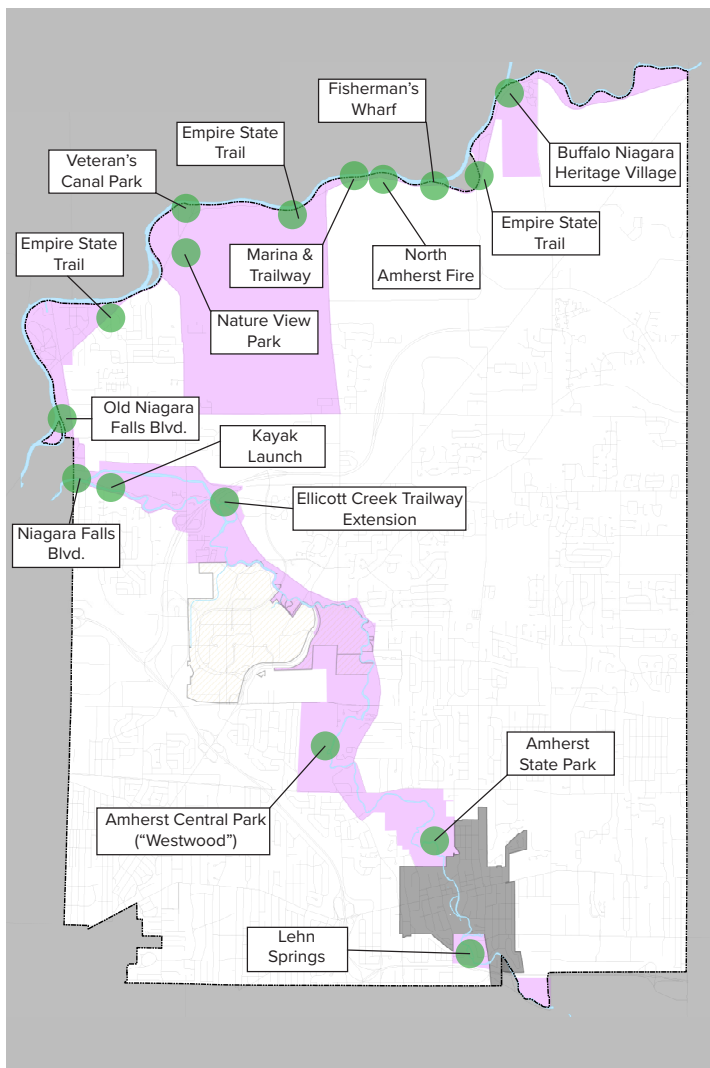 Fisherman’s
Wharf
Empire State
Trail
Veteran’s
Canal Park
Buffalo Niagara
Heritage Village
Empire State
Trail
Empire State
Trail
Marina &
Trailway
North
Amherst Fire
Nature View
Park
Old Niagara
Falls Blvd.
Kayak
Launch
Ellicott Creek Trailway
Extension
Niagara Falls
Blvd.
Amherst
State Park
Amherst Central Park
(“Westwood”)
Lehn
Springs